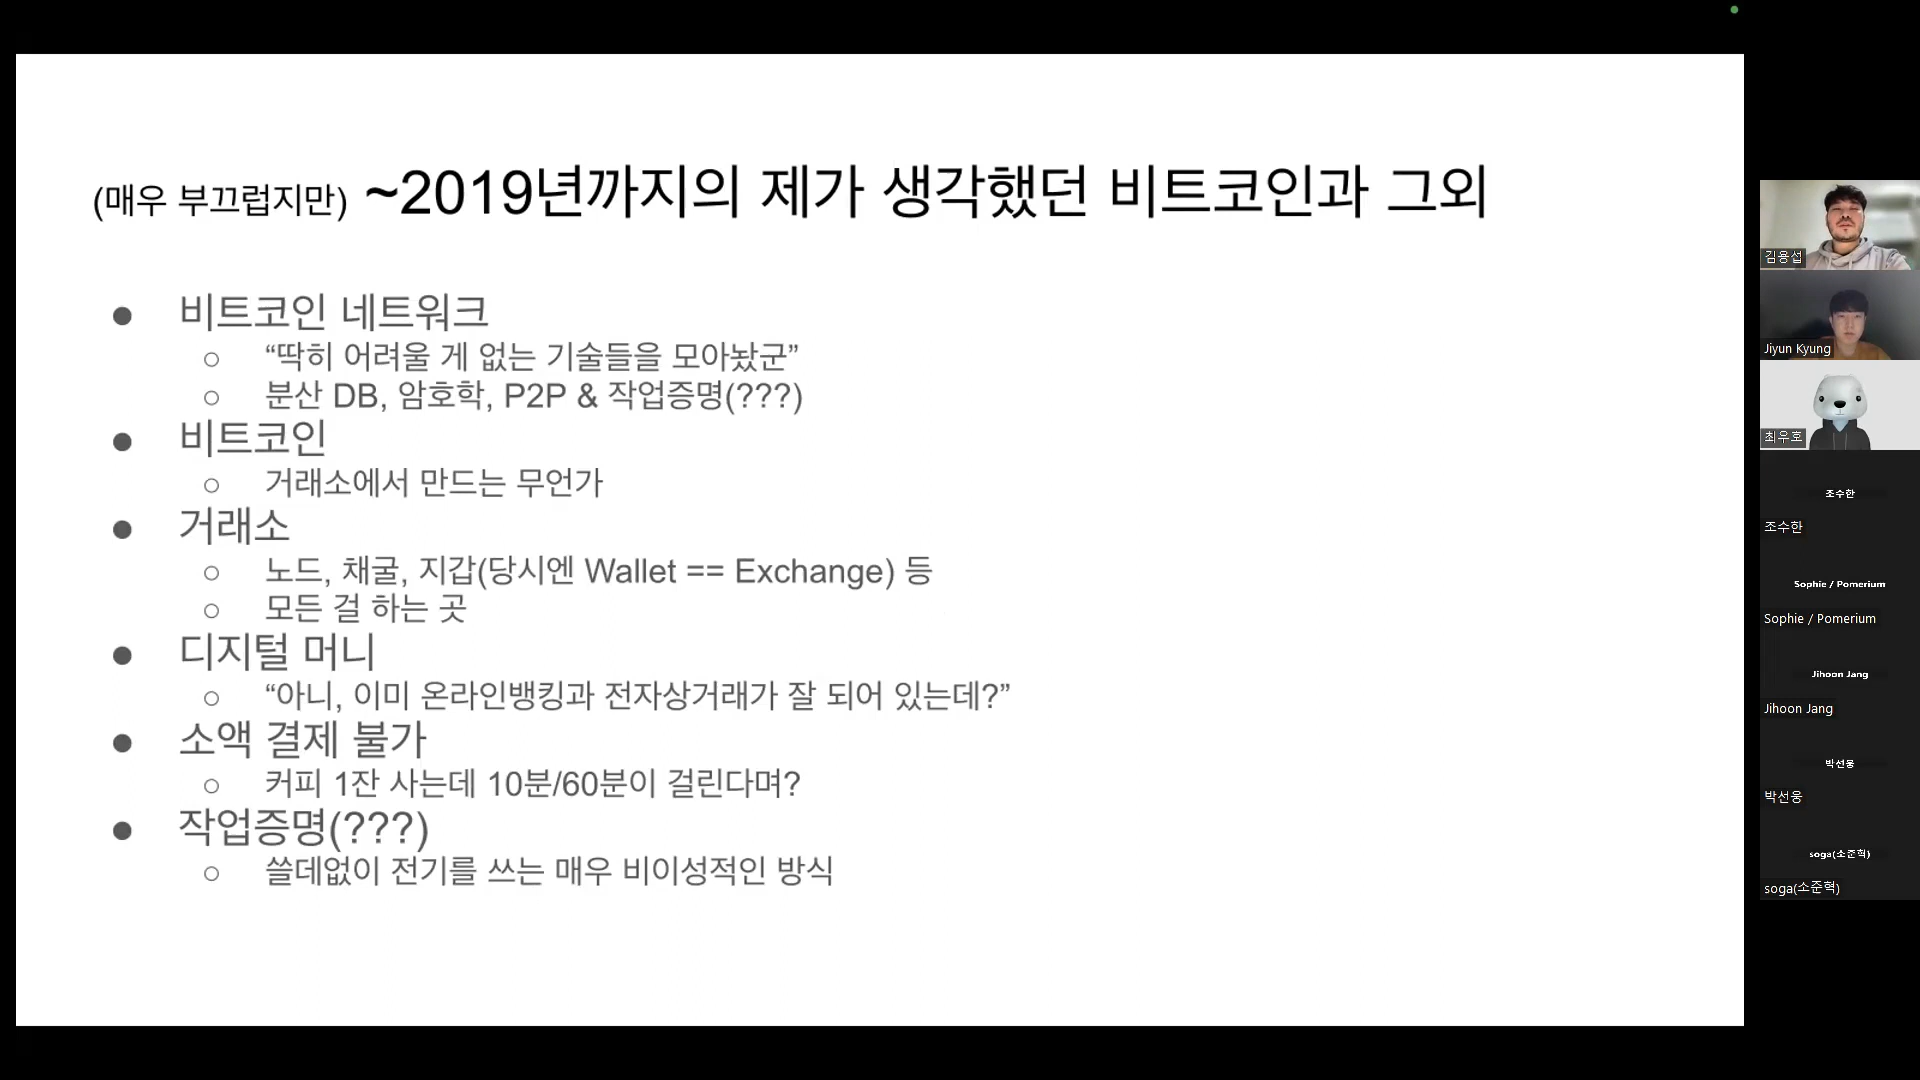 (매우 부끄럽지만) ~2019년까지의 제가 생각했던 비트코인과 그외
● 비트코인 네트워크
○ “딱히 어려울 게 없는 기술들을 모아놨군”
○ 분산 DB, 암호학, P2P & 작업증명(???)
● 비트코인
○ 거래소에서 만드는 무언가
● 거래소
○ 노드, 채굴, 지갑(당시엔 Wallet == Exchange) 등
○ 모든 걸 하는 곳
● 디지털 머니
○ “아니, 이미 온라인뱅킹과 전자상거래가 잘 되어 있는데?”
● 소액 결제 불가
○ 커피 1잔 사는데 10분/60분이 걸린다며?
● 작업증명(???)
○ 쓸데없이 전기를 쓰는 매우 비이성적인 방식
김용섭
Jiyun Kyung
최우호
조수한
조수한
Sophie / Pomerium
Sophie / Pomerium
Jihoon Jang
Jihoon Jang
박선웅
박선웅
soga(소준혁)
soga(소준혁)